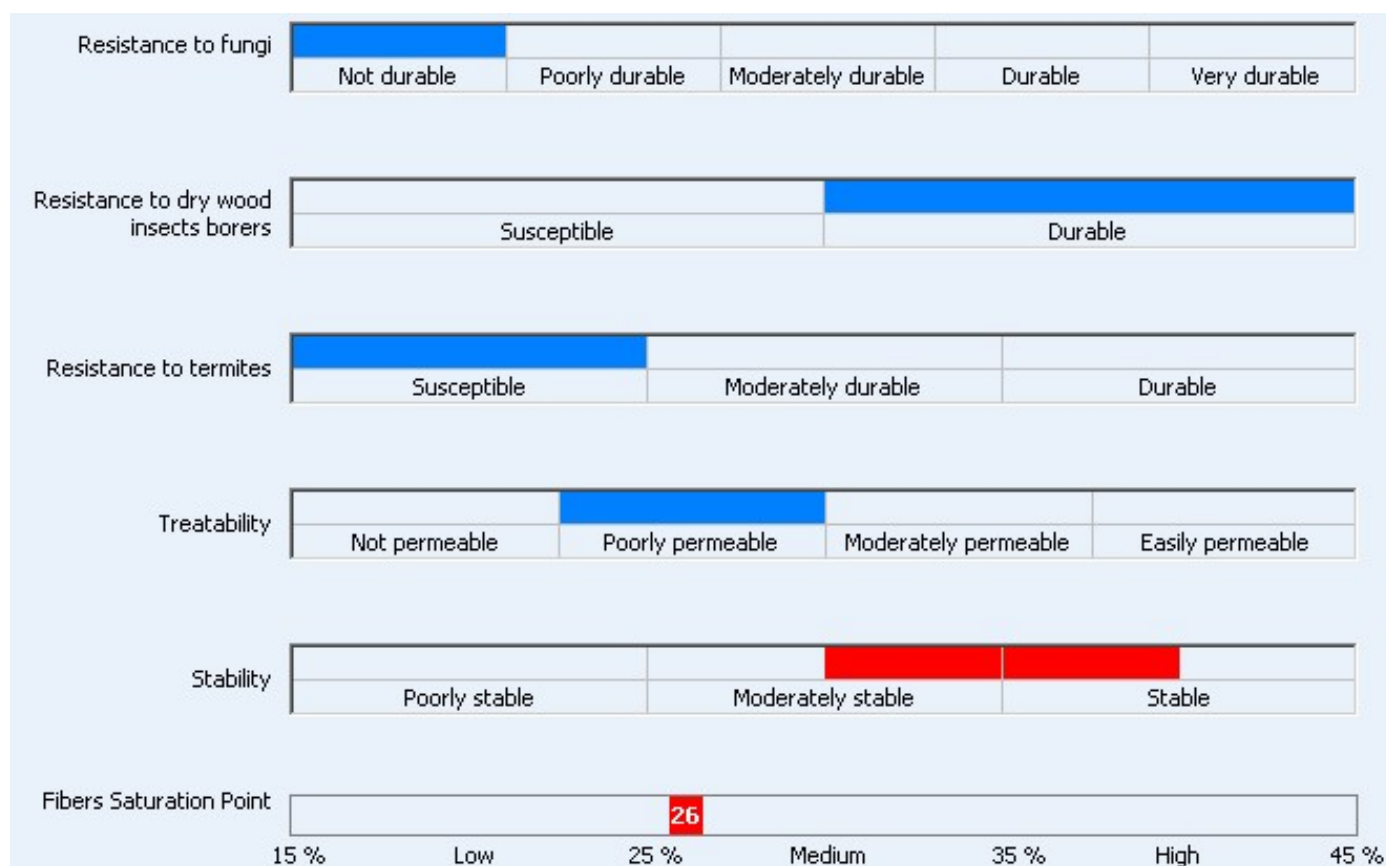 Resistance to fungi
Not durable Poorly durable Moderately durable Durable Very durable
Resistance to dry wood
insects borers
Susceptible Durable
Resistance to termites
Susceptible Moderately durable Durable
Treatability
Not permeable Poorly permeable Moderately permeable Easily permeable
Stability
Poorly stable Moderately stable Stable
Fibers Saturation Point
26
15 % Low 25 % Medium 35 % High 45 %